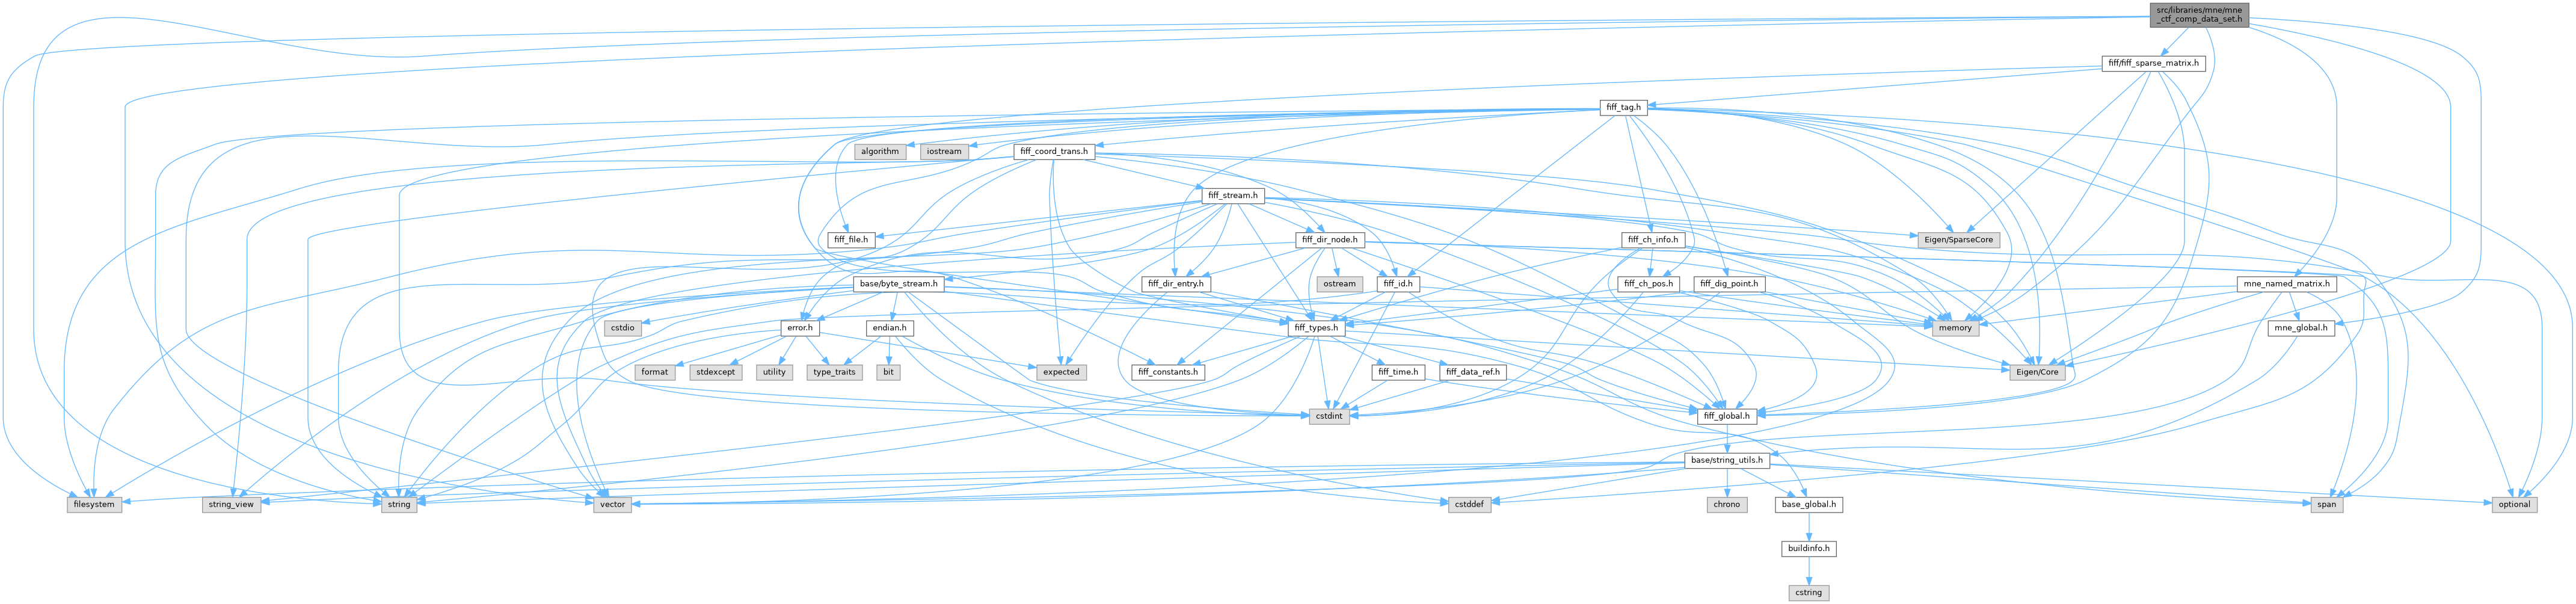 src/libraries/mne/mne
_ctf_comp_data_set.h
fiff/fiff_sparse_matrix.h
fiff_tag.h
algorithm
iostream
fiff_coord_trans.h
fiff_stream.h
fiff_file.h
fiff_dir_node.h
fiff_ch_info.h
Eigen/SparseCore
base/byte_stream.h
fiff_dir_entry.h
ostream
fiff_id.h
fiff_ch_pos.h
fiff_dig_point.h
mne_named_matrix.h
cstdio
error.h
endian.h
fiff_types.h
memory
mne_global.h
format
stdexcept
utility
type_traits
bit
expected
fiff_constants.h
fiff_time.h
fiff_data_ref.h
Eigen/Core
cstdint
fiff_global.h
base/string_utils.h
filesystem
string_view
string
vector
cstddef
chrono
base_global.h
span
optional
buildinfo.h
cstring